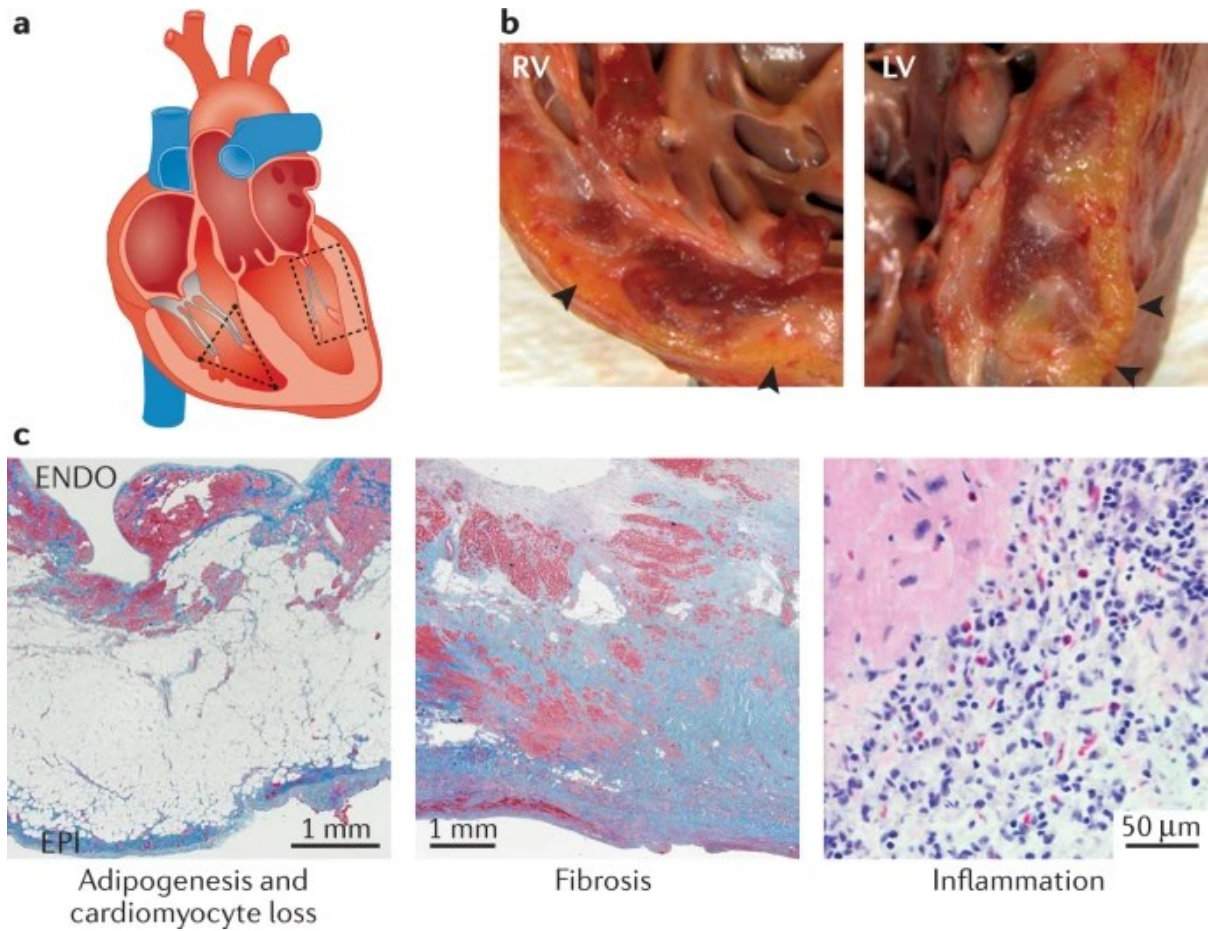 a
b
RV
LV
c
ENDO
EPI
1 mm
1 mm
50 μm
Adipogenesis and
cardiomyocyte loss
Fibrosis
Inflammation